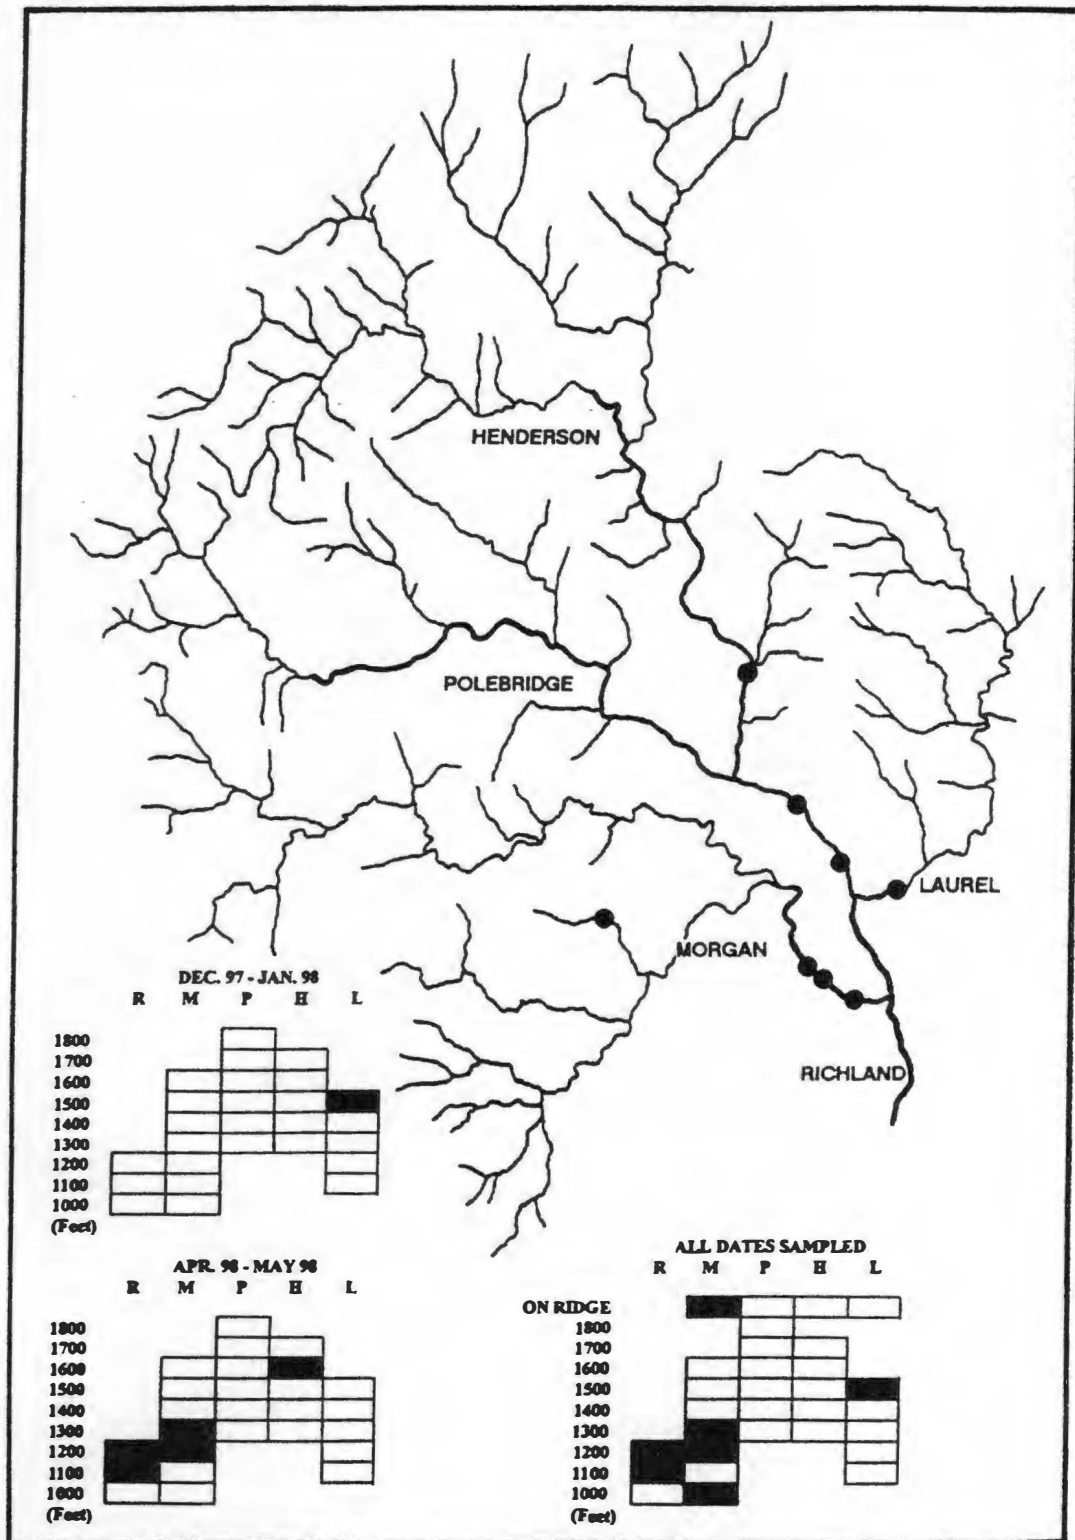 HENDERSON
POLEBRIDGE
LAUREL
MORGAN
RICHLAND
DEC. 97 - JAN. 98
R M P H L
1800
1700
1600
1500
1400
1300
1200
1100
1000
(Feet)
APR. 98 - MAY 98
R M P H L
1800
1700
1600
1500
1400
1300
1200
1100
1000
(Feet)
ALL DATES SAMPLED
R M P H L
ON RIDGE
1800
1700
1600
1500
1400
1300
1200
1100
1000
(Feet)